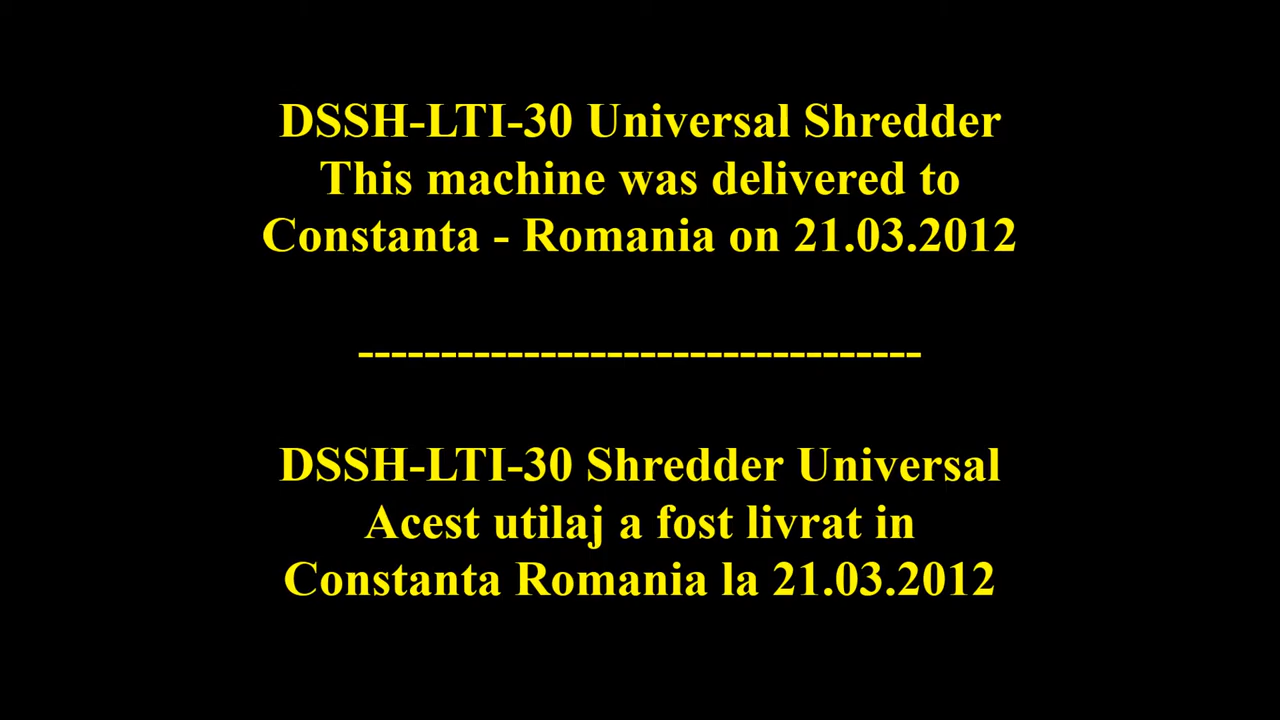 DSSH-LTI-30 Universal Shredder
This machine was delivered to
Constanta - Romania on 21.03.2012
----------------------------------
DSSH-LTI-30 Shredder Universal
Acest utilaj a fost livrat in
Constanta Romania la 21.03.2012